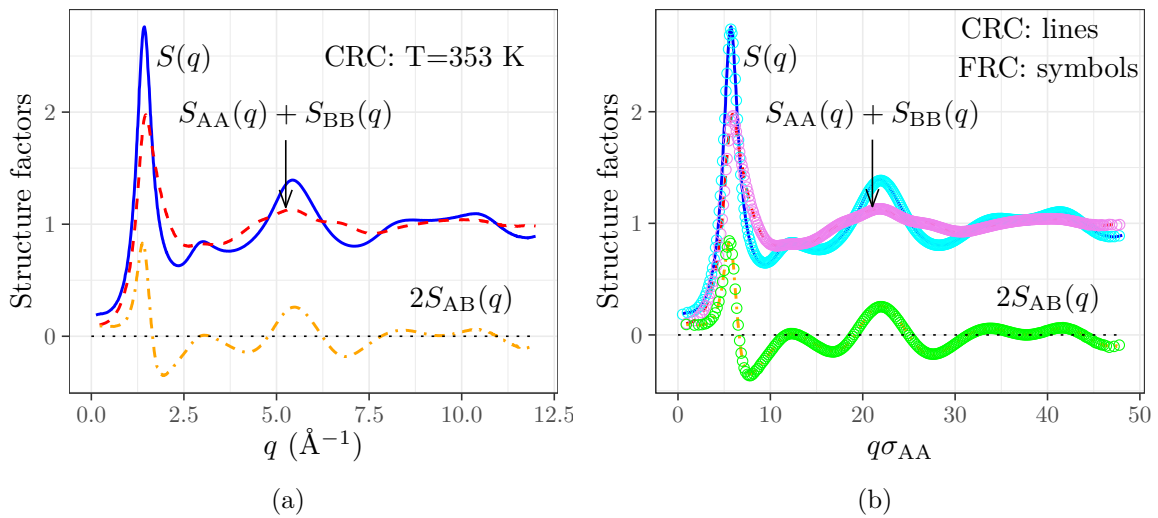 Structure factors
2
1
0
S(q)
CRC: T=353 K
S_AA(q) + S_BB(q)
2S_AB(q)
0.0 2.5 5.0 7.5 10.0 12.5
q (Å⁻¹)
(a)
Structure factors
2
1
0
CRC: lines
S(q)
FRC: symbols
S_AA(q) + S_BB(q)
2S_AB(q)
0 10 20 30 40 50
qσ_AA
(b)